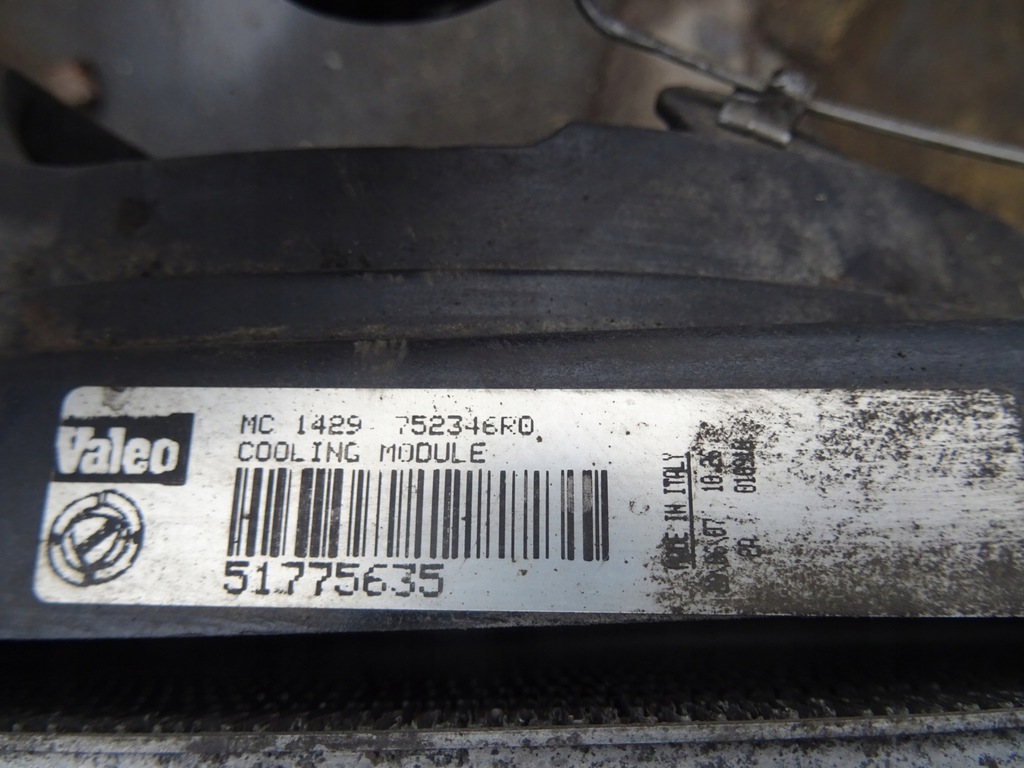 Valeo
MC 1429 752346R0
COOLING MODULE
51775635
MADE IN ITALY